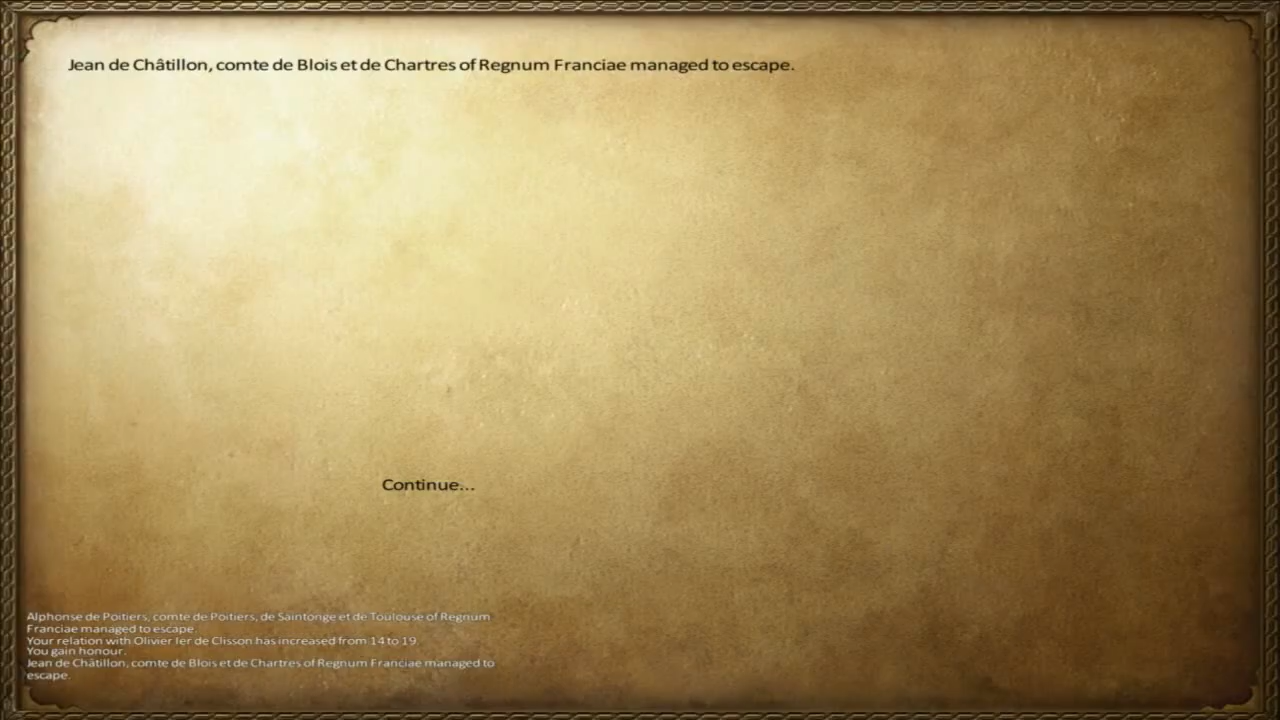 Jean de Châtillon, comte de Blois et de Chartres of Regnum Franciae managed to escape.
Continue...
Alphonse de Poitiers, comte de Poitiers, de Saintonge et de Toulouse of Regnum
Franciae managed to escape.
Your relation with Olivier Ier de Clisson has increased from 14 to 19.
You gain honour.
Jean de Châtillon, comte de Blois et de Chartres of Regnum Franciae managed to
escape.